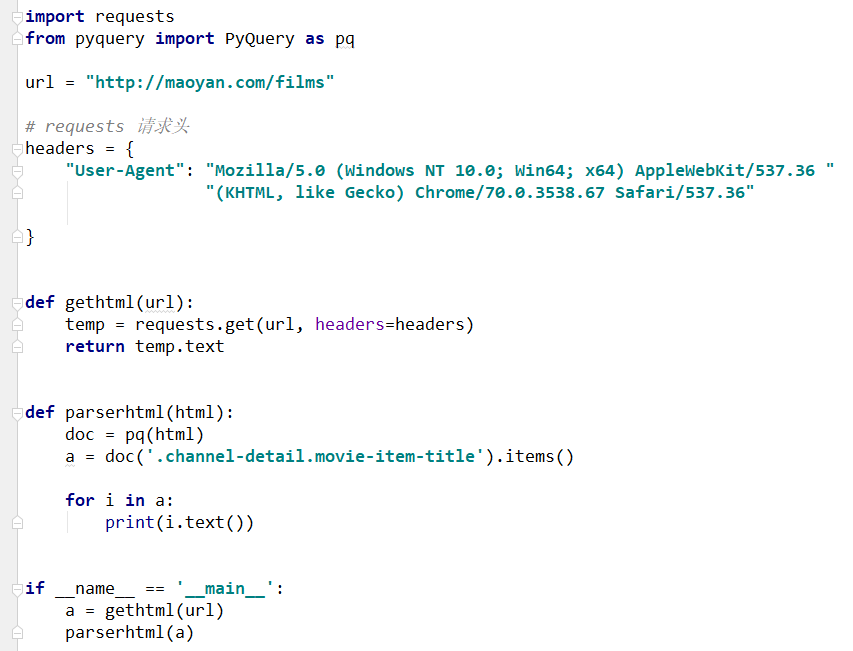 import requests
from pyquery import PyQuery as pq
url = "http://maoyan.com/films"
# requests 请求头
headers = {
    "User-Agent": "Mozilla/5.0 (Windows NT 10.0; Win64; x64) AppleWebKit/537.36 "
                  "(KHTML, like Gecko) Chrome/70.0.3538.67 Safari/537.36"
}
def gethtml(url):
    temp = requests.get(url, headers=headers)
    return temp.text
def parserhtml(html):
    doc = pq(html)
    a = doc('.channel-detail.movie-item-title').items()
    for i in a:
        print(i.text())
if __name__ == '__main__':
    a = gethtml(url)
    parserhtml(a)